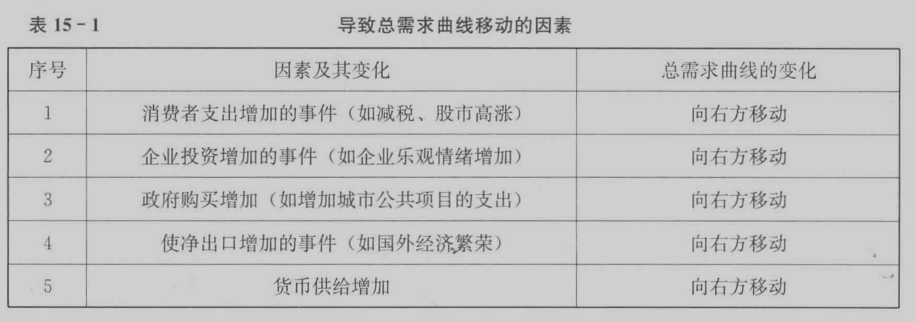 表 15-1 导致总需求曲线移动的因素
序号 因素及其变化 总需求曲线的变化
1 消费者支出增加的事件（如减税、股市高涨） 向右方移动
2 企业投资增加的事件（如企业乐观情绪增加） 向右方移动
3 政府购买增加（如增加城市公共项目的支出） 向右方移动
4 使净出口增加的事件（如国外经济繁荣） 向右方移动
5 货币供给增加 向右方移动